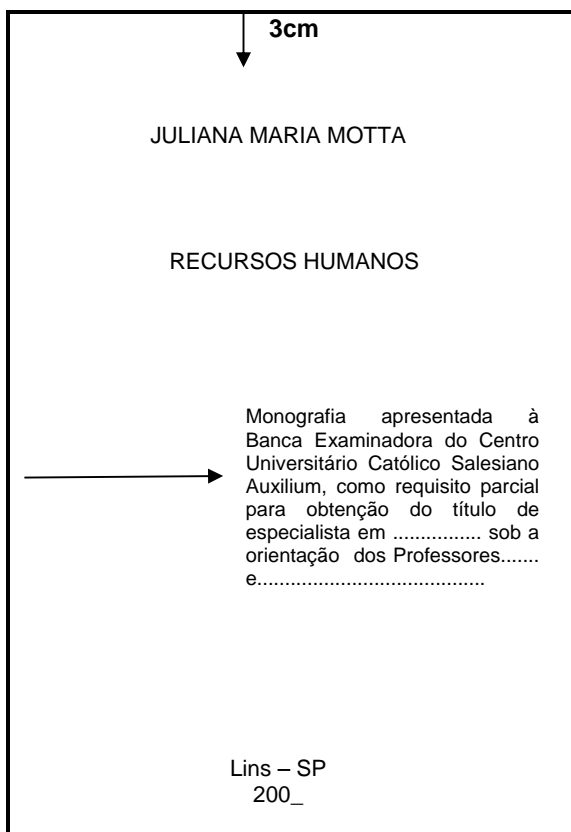 3cm
JULIANA MARIA MOTTA
RECURSOS HUMANOS
Monografia apresentada à
Banca Examinadora do Centro
Universitário Católico Salesiano
Auxilium, como requisito parcial
para obtenção do título de
especialista em ................ sob a
orientação dos Professores.......
e.........................................
Lins – SP
200_